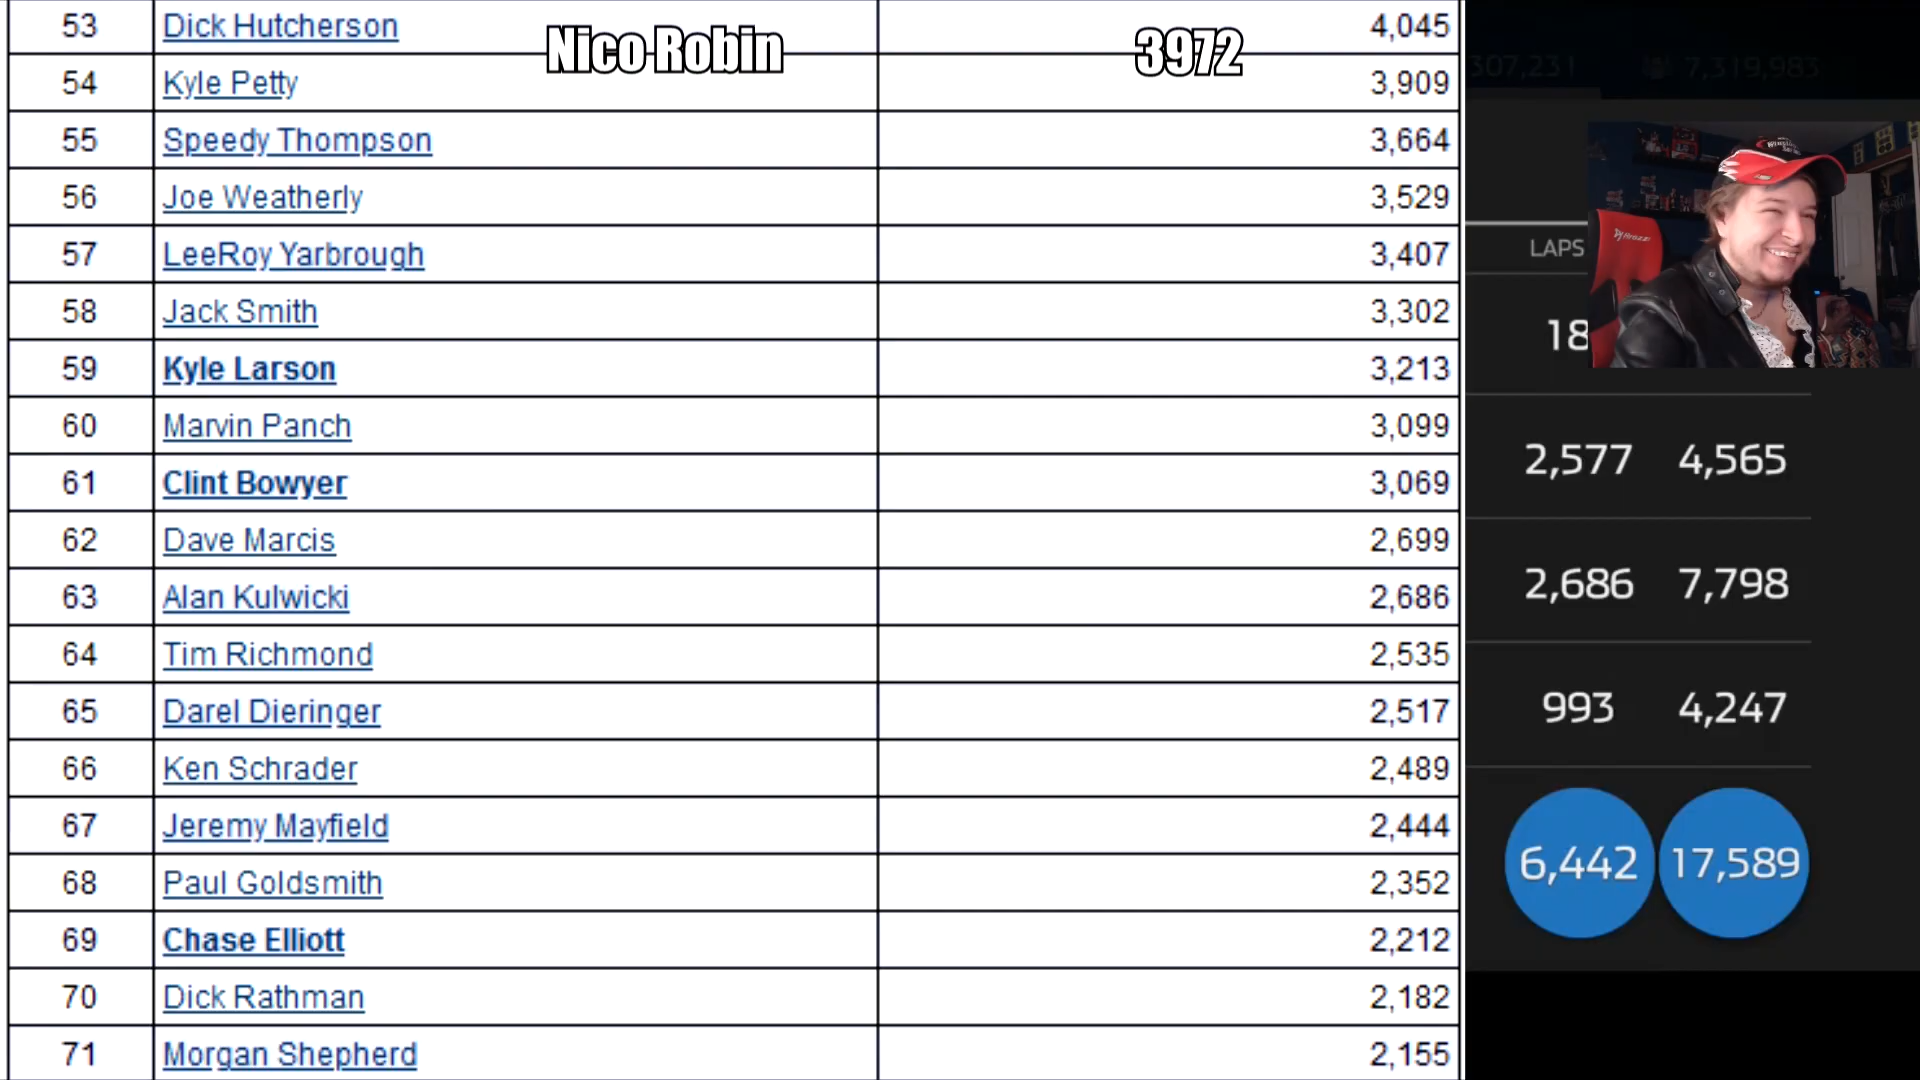 53 Dick Hutcherson 4,045
Nico Robin 3972
54 Kyle Petty 3,909
55 Speedy Thompson 3,664
56 Joe Weatherly 3,529
57 LeeRoy Yarbrough 3,407
58 Jack Smith 3,302
59 Kyle Larson 3,213
60 Marvin Panch 3,099
61 Clint Bowyer 3,069
62 Dave Marcis 2,699
63 Alan Kulwicki 2,686
64 Tim Richmond 2,535
65 Darel Dieringer 2,517
66 Ken Schrader 2,489
67 Jeremy Mayfield 2,444
68 Paul Goldsmith 2,352
69 Chase Elliott 2,212
70 Dick Rathman 2,182
71 Morgan Shepherd 2,155
307,231 7,319,983
LAPS
18
2,577 4,565
2,686 7,798
993 4,247
6,442 17,589